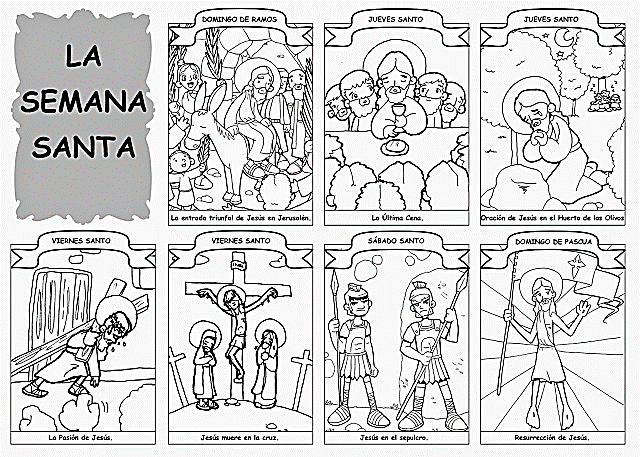 LA
SEMANA
SANTA
DOMINGO DE RAMOS
La entrada triunfal de Jesús en Jerusalén.
JUEVES SANTO
La Última Cena.
JUEVES SANTO
Oración de Jesús en el Huerto de los Olivos
VIERNES SANTO
La Pasión de Jesús.
VIERNES SANTO
Jesús muere en la cruz.
SÁBADO SANTO
Jesús en el sepulcro.
DOMINGO DE PASCUA
Resurrección de Jesús.